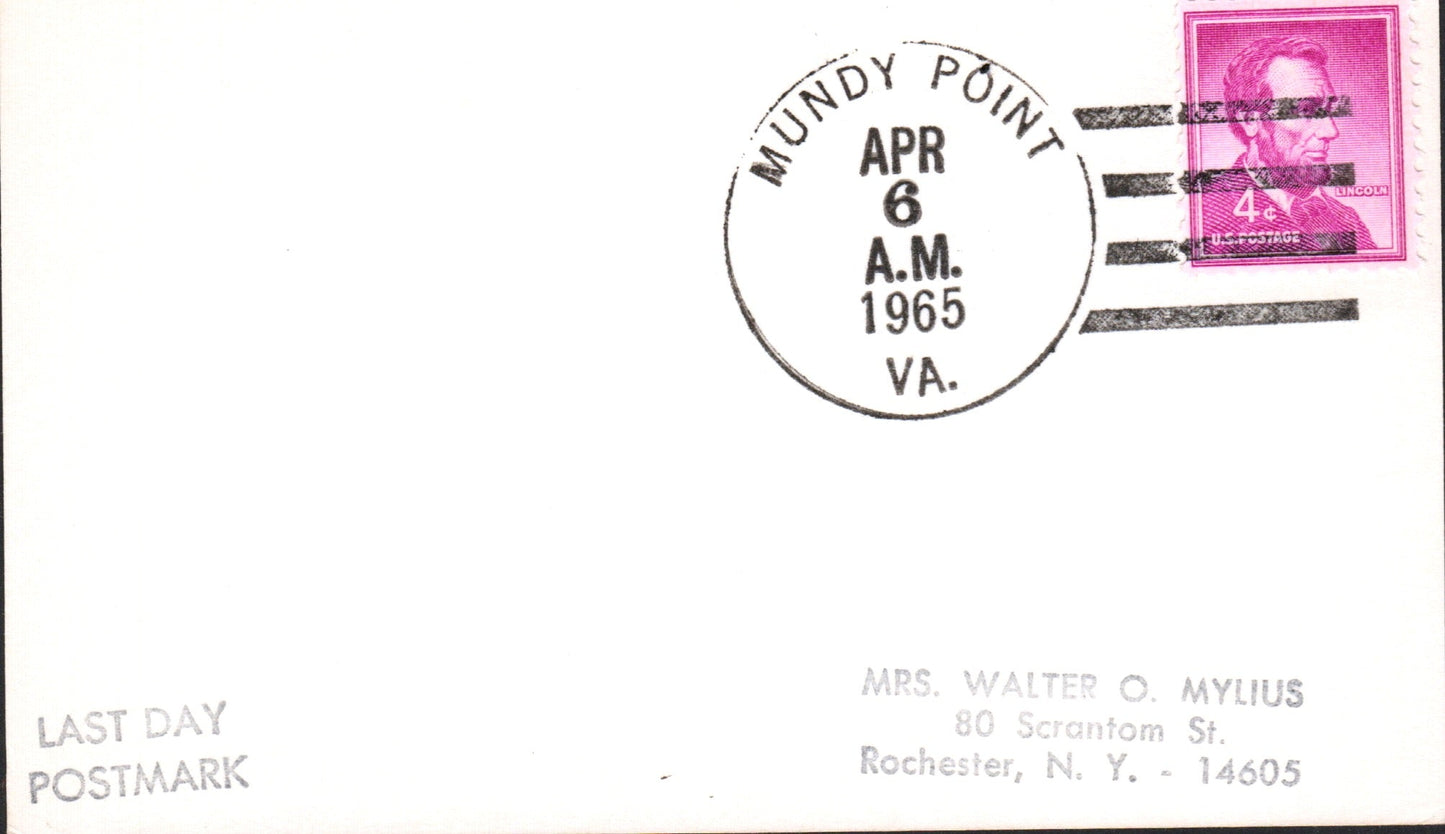 MUNDY POINT
APR
6
A.M.
1965
VA.
LINCOLN
4¢
U.S. POSTAGE
LAST DAY
POSTMARK
MRS. WALTER O. MYLIUS
80 Scrantom St.
Rochester, N. Y. - 14605